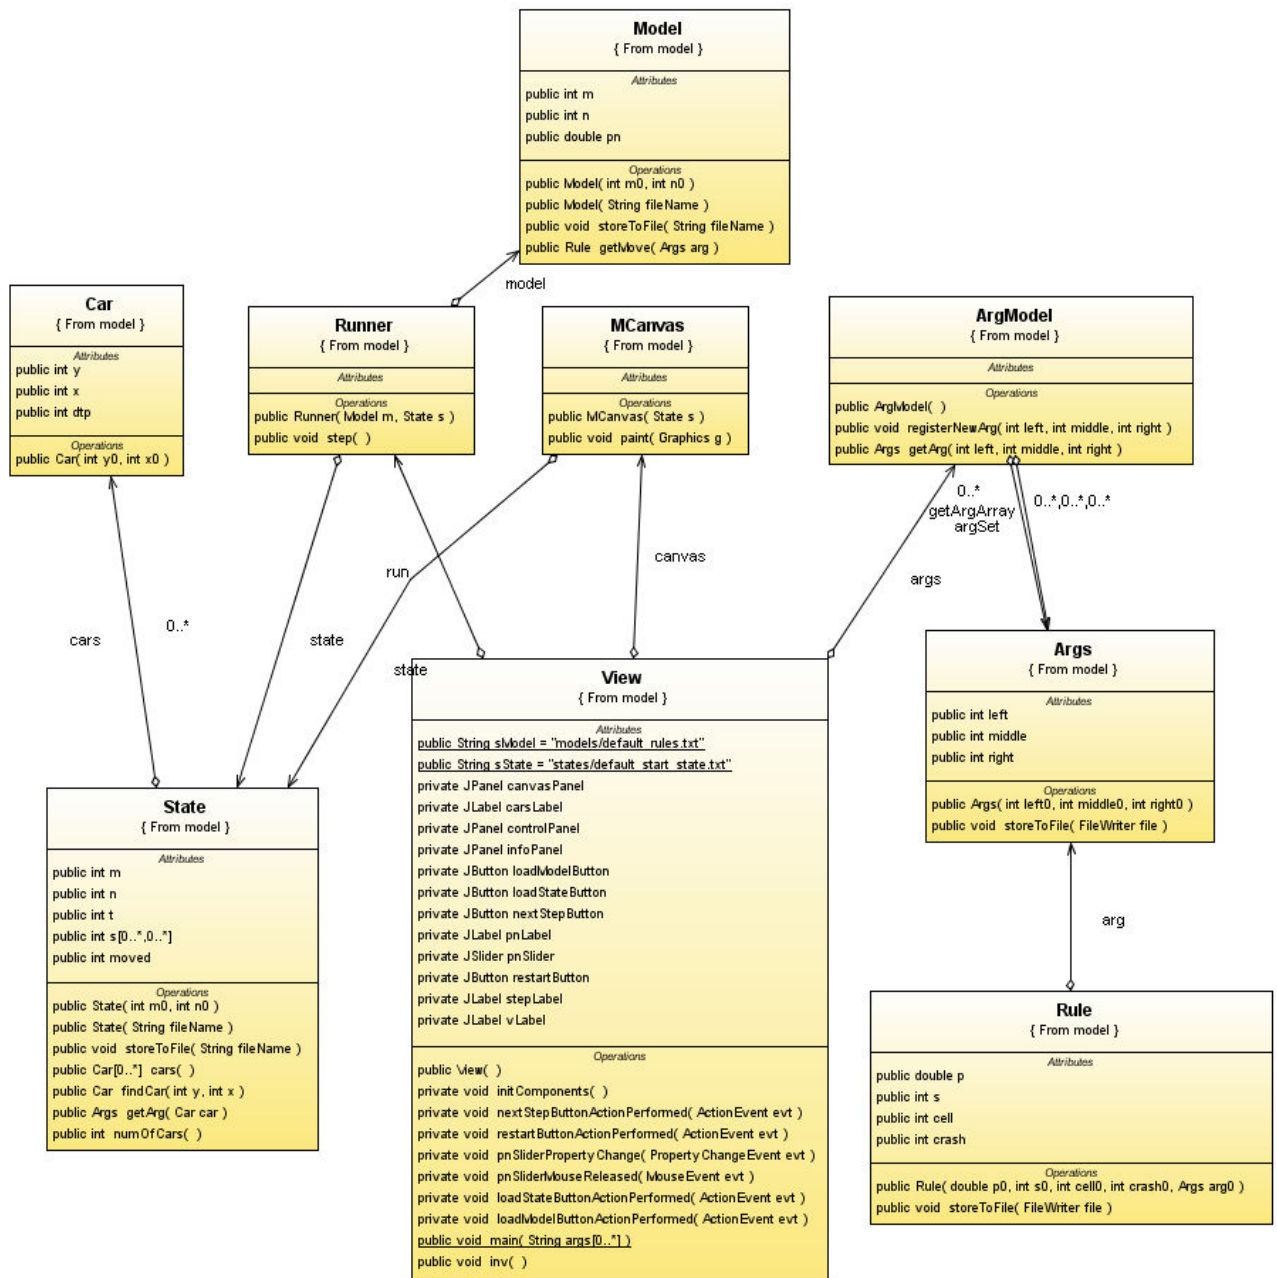 Model
{ From model }
Attributes
public int m
public int n
public double pn
Operations
public Model( int m0, int n0 )
public Model( String fileName )
public void storeToFile( String fileName )
public Rule getMove( Args arg )
model
Car
{ From model }
Attributes
public int y
public int x
public int dtp
Operations
public Car( int y0, int x0 )
Runner
{ From model }
Attributes
Operations
public Runner( Model m, State s )
public void step( )
MCanvas
{ From model }
Attributes
Operations
public MCanvas( State s )
public void paint( Graphics g )
ArgModel
{ From model }
Attributes
Operations
public ArgModel( )
public void registerNewArg( int left, int middle, int right )
public Args getArg( int left, int middle, int right )
0..*
getArgArray
argSet
0..*,0..*,0..*
run
canvas
args
cars
0..*
state
state
Args
{ From model }
Attributes
public int left
public int middle
public int right
Operations
public Args( int left0, int middle0, int right0 )
public void storeToFile( FileWriter file )
arg
State
{ From model }
Attributes
public int m
public int n
public int t
public int s[0..*,0..*]
public int moved
Operations
public State( int m0, int n0 )
public State( String fileName )
public void storeToFile( String fileName )
public Car[0..*] cars( )
public Car findCar( int y, int x )
public Args getArg( Car car )
public int numOfCars( )
View
{ From model }
Attributes
public String sModel = "models/default_rules.txt"
public String sState = "states/default_start_state.txt"
private JPanel canvasPanel
private JLabel carsLabel
private JPanel controlPanel
private JPanel infoPanel
private JButton loadModelButton
private JButton loadStateButton
private JButton nextStepButton
private JLabel pnLabel
private JSlider pnSlider
private JButton restartButton
private JLabel stepLabel
private JLabel vLabel
Operations
public View( )
private void initComponents( )
private void nextStepButtonActionPerformed( ActionEvent evt )
private void restartButtonActionPerformed( ActionEvent evt )
private void pnSliderPropertyChange( PropertyChangeEvent evt )
private void pnSliderMouseReleased( MouseEvent evt )
private void loadStateButtonActionPerformed( ActionEvent evt )
private void loadModelButtonActionPerformed( ActionEvent evt )
public void main( String args[0..*] )
public void inv( )
Rule
{ From model }
Attributes
public double p
public int s
public int cell
public int crash
Operations
public Rule( double p0, int s0, int cell0, int crash0, Args arg0 )
public void storeToFile( FileWriter file )